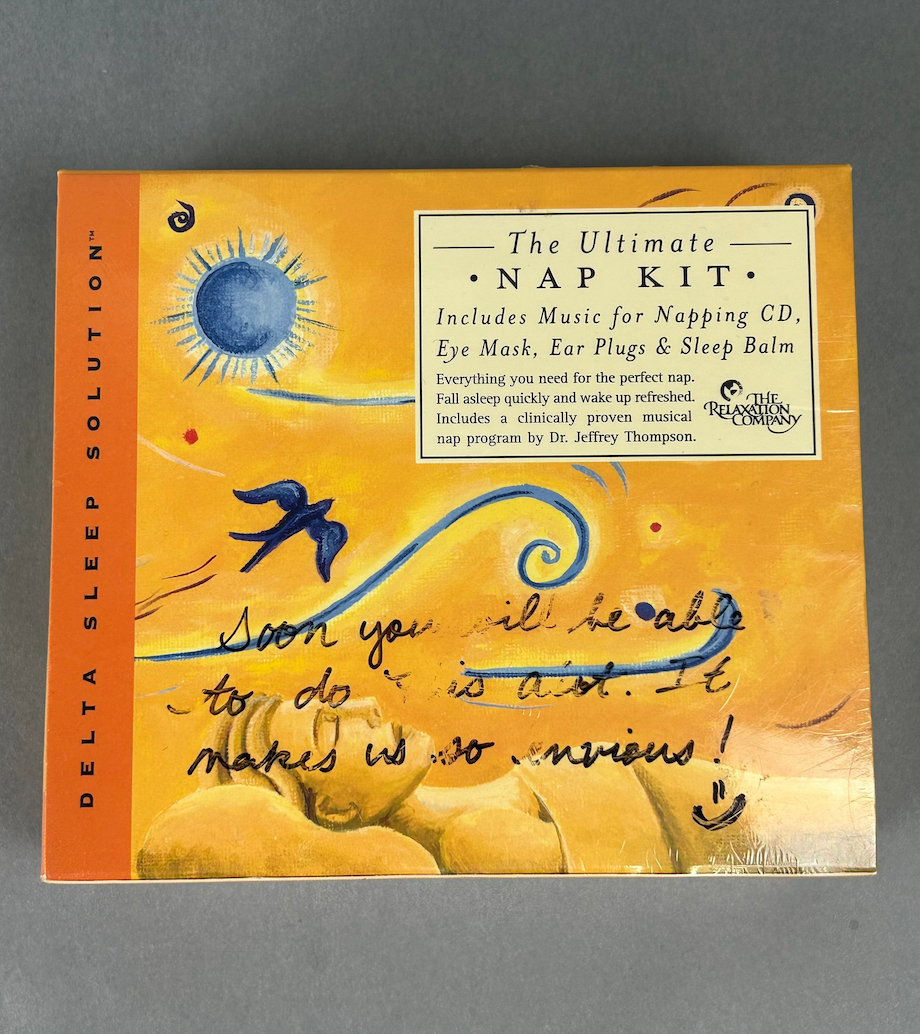 DELTA SLEEP SOLUTION™
The Ultimate
• NAP KIT •
Includes Music for Napping CD,
Eye Mask, Ear Plugs & Sleep Balm
Everything you need for the perfect nap.
Fall asleep quickly and wake up refreshed.
Includes a clinically proven musical
nap program by Dr. Jeffrey Thompson.
THE
RELAXATION
COMPANY
Soon you will be able
to do this alot. It
makes us so envious!